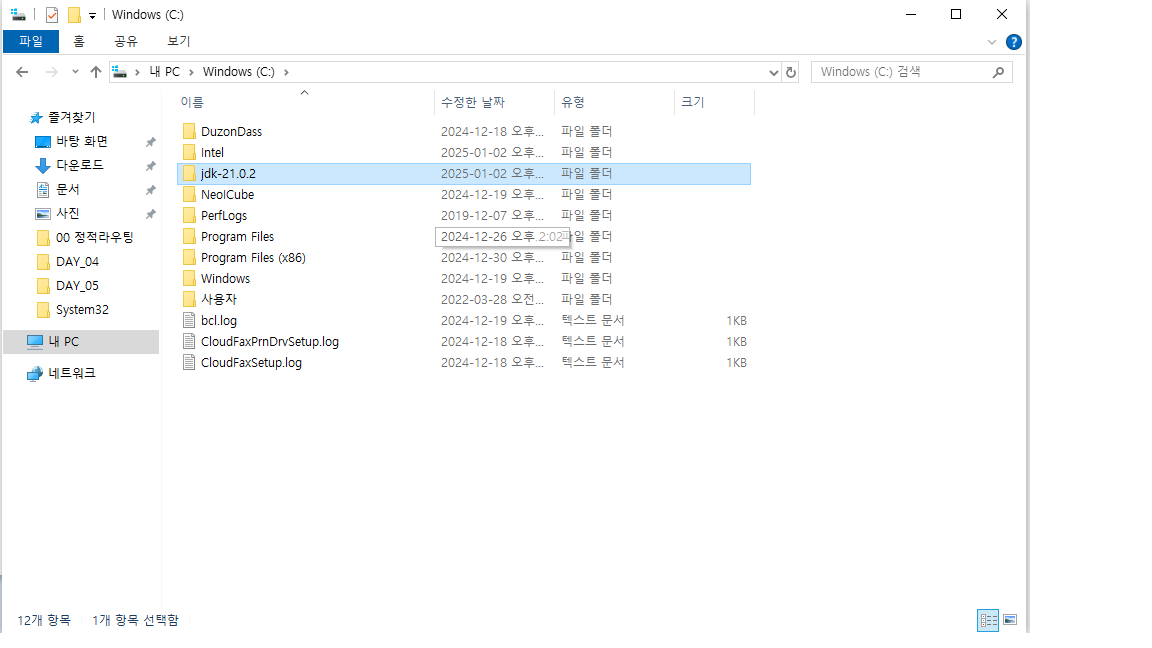 Windows (C:)
파일 홈 공유 보기
내 PC > Windows (C:) >
Windows (C:) 검색
이름 수정한 날짜 유형 크기
즐겨찾기
바탕 화면
다운로드
문서
사진
00 정적라우팅
DAY_04
DAY_05
System32
내 PC
네트워크
DuzonDass 2024-12-18 오후... 파일 폴더
Intel 2025-01-02 오후... 파일 폴더
jdk-21.0.2 2025-01-02 오후... 파일 폴더
NeoICube 2024-12-19 오후... 파일 폴더
PerfLogs 2019-12-07 오후... 파일 폴더
Program Files 2024-12-26 오후 2:02 파일 폴더
Program Files (x86) 2024-12-30 오후... 파일 폴더
Windows 2024-12-19 오후... 파일 폴더
사용자 2022-03-28 오전... 파일 폴더
bcl.log 2024-12-19 오후... 텍스트 문서 1KB
CloudFaxPrnDrvSetup.log 2024-12-18 오후... 텍스트 문서 1KB
CloudFaxSetup.log 2024-12-18 오후... 텍스트 문서 1KB
12개 항목 1개 항목 선택함